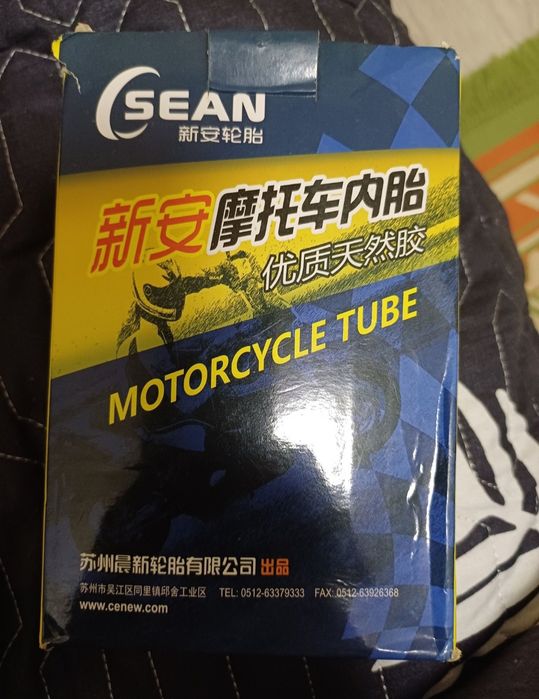 CSEAN
新安轮胎
新安摩托车内胎
优质天然胶
MOTORCYCLE TUBE
苏州晨新轮胎有限公司 出品
苏州市吴江区同里镇邱舍工业区 TEL: 0512-63379333 FAX: 0512-63926368
www.cenew.com